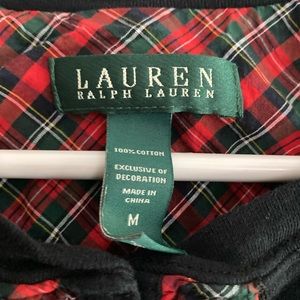 LAUREN
RALPH LAUREN
100% COTTON
EXCLUSIVE OF
DECORATION
MADE IN
CHINA
M